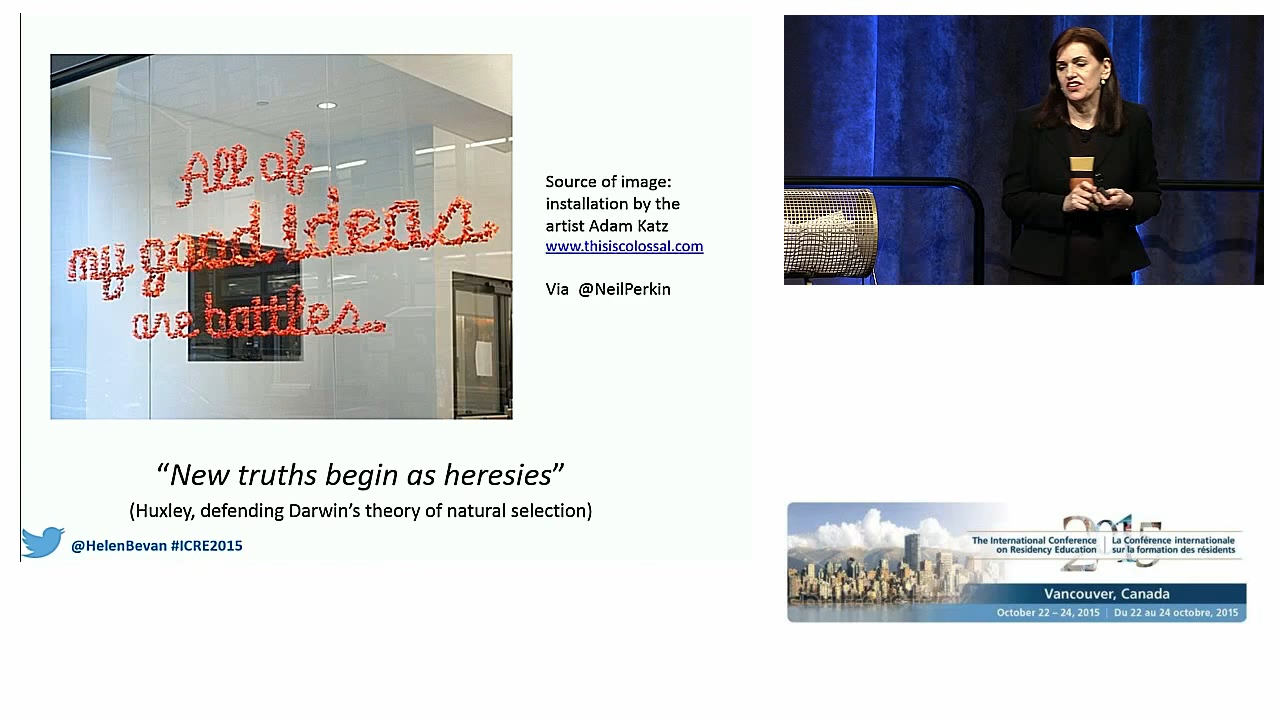 All of
my good ideas
are battles.
Source of image:
installation by the
artist Adam Katz
www.thisiscolossal.com
Via @NeilPerkin
“New truths begin as heresies”
(Huxley, defending Darwin’s theory of natural selection)
@HelenBevan #ICRE2015
2015
The International Conference
on Residency Education
La Conférence internationale
sur la formation des résidents
Vancouver, Canada
October 22 – 24, 2015 | Du 22 au 24 octobre, 2015